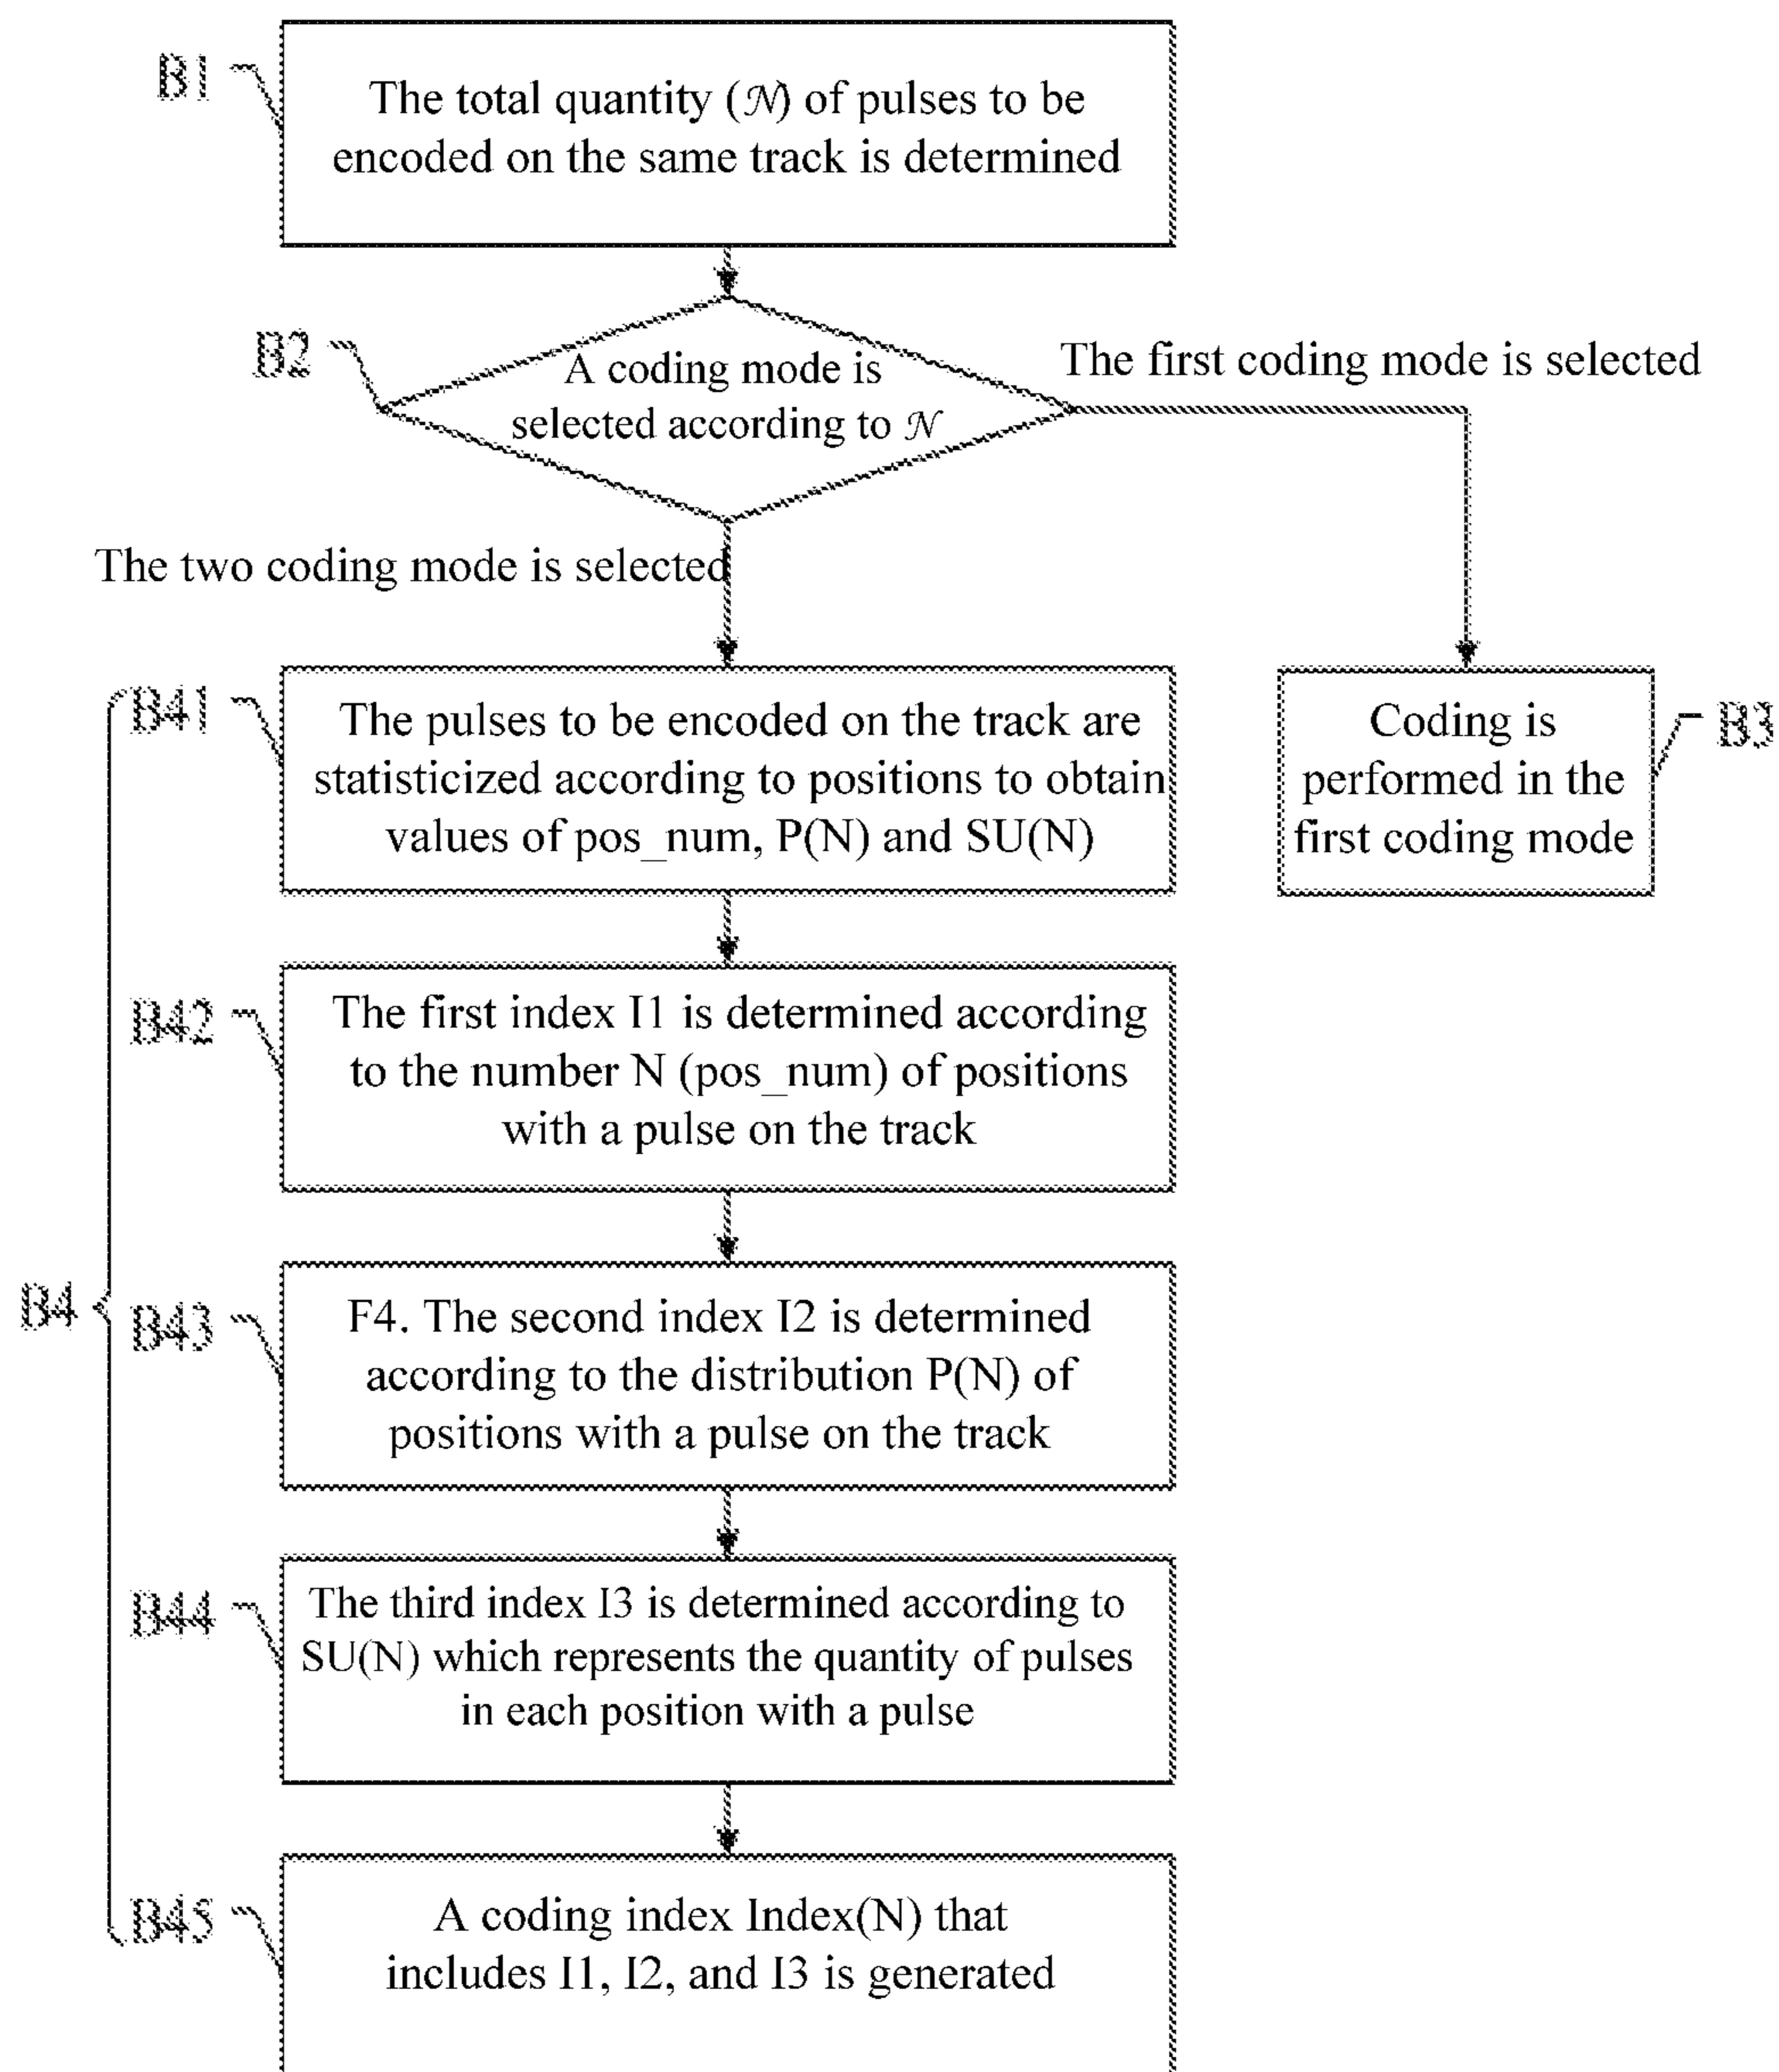 B1
The total quantity (𝒩) of pulses to be
encoded on the same track is determined
B2
A coding mode is
selected according to 𝒩
The first coding mode is selected
The two coding mode is selected
B41
The pulses to be encoded on the track are
statisticized according to positions to obtain
values of pos_num, P(N) and SU(N)
Coding is
performed in the
first coding mode
B3
B42
The first index I1 is determined according
to the number N (pos_num) of positions
with a pulse on the track
B4
B43
F4. The second index I2 is determined
according to the distribution P(N) of
positions with a pulse on the track
B44
The third index I3 is determined according to
SU(N) which represents the quantity of pulses
in each position with a pulse
B45
A coding index Index(N) that
includes I1, I2, and I3 is generated